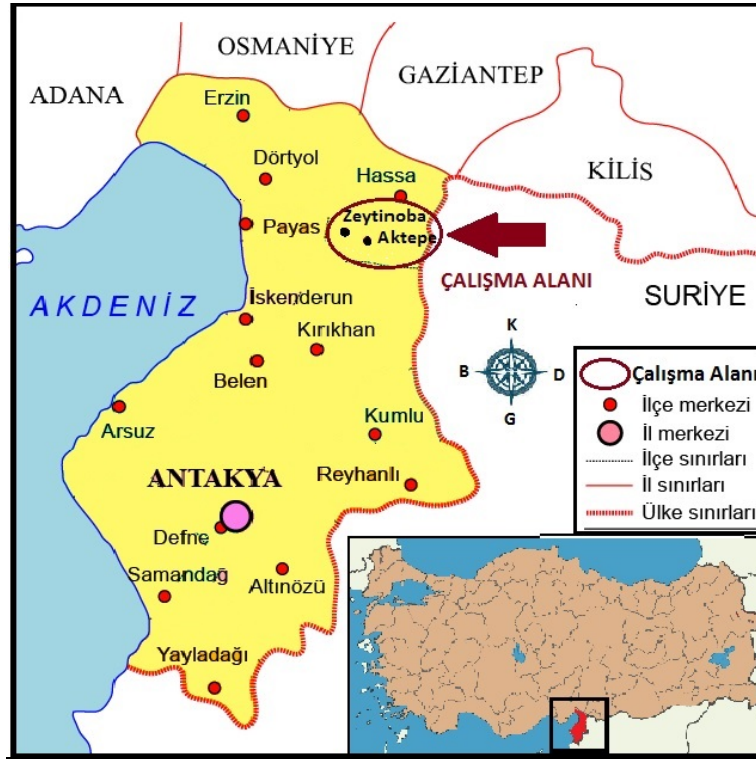 OSMANİYE
GAZİANTEP
ADANA
Erzin
KİLİS
Dörtyol
Hassa
Zeytinoba
Payas
Aktepe
ÇALIŞMA ALANI
SURİYE
AKDENİZ
İskenderun
Kırıkhan
K
B
D
G
Belen
Çalışma Alanı
Arsuz
Kumlu
İlçe merkezi
İl merkezi
İlçe sınırları
İl sınırları
Ülke sınırları
ANTAKYA
Reyhanlı
Defne
Samandağ
Altınözü
Yayladağı